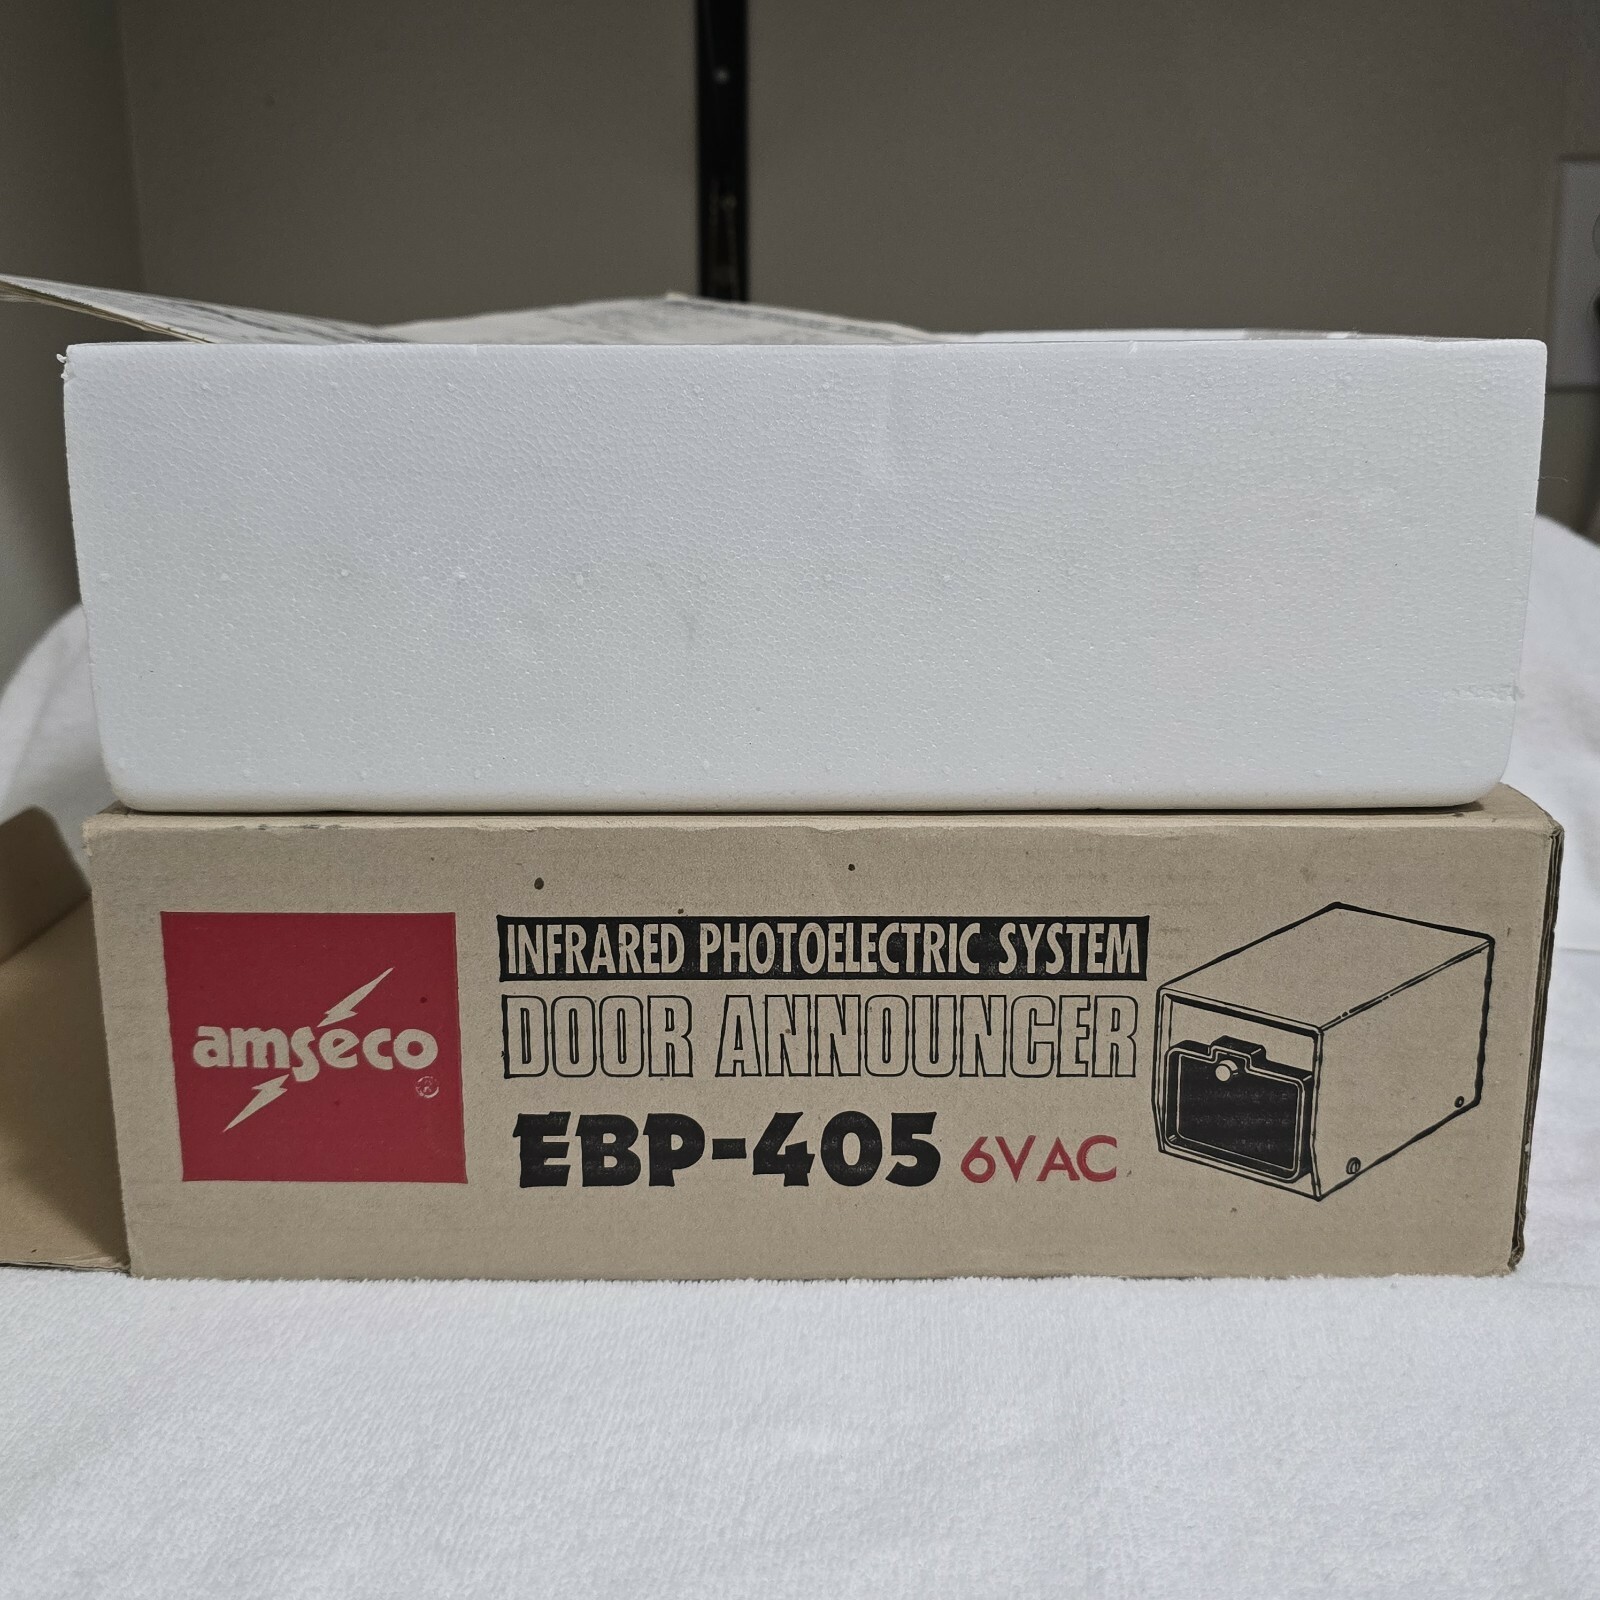 amseco
®
INFRARED PHOTOELECTRIC SYSTEM
DOOR ANNOUNCER
EBP-405 6VAC